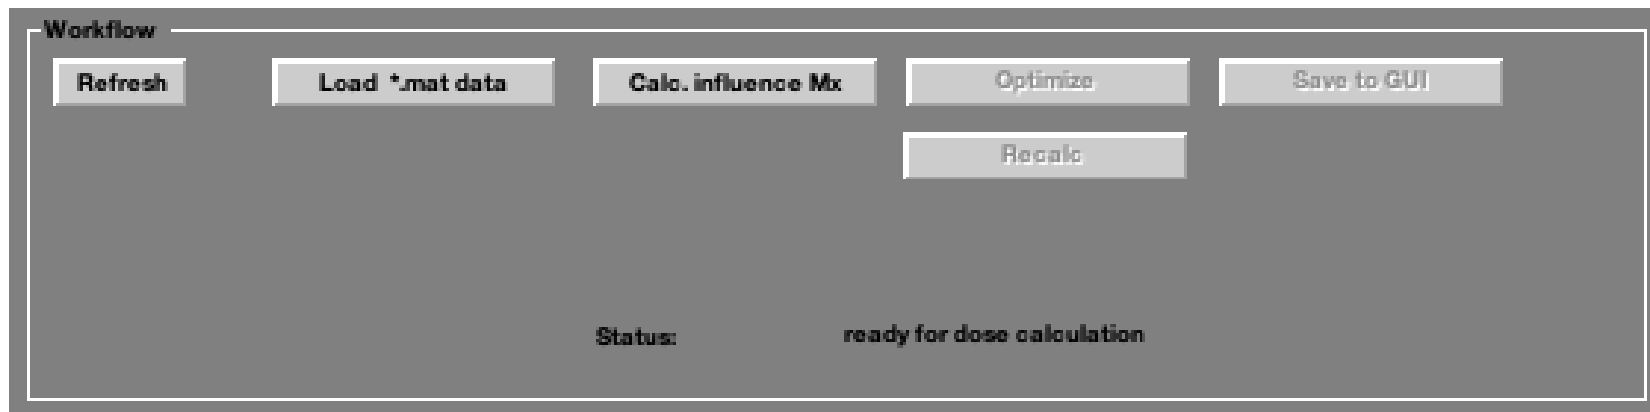 Workflow
Refresh Load *.mat data Calc. influence Mx Optimize Save to GUI
Recalc
Status: ready for dose calculation